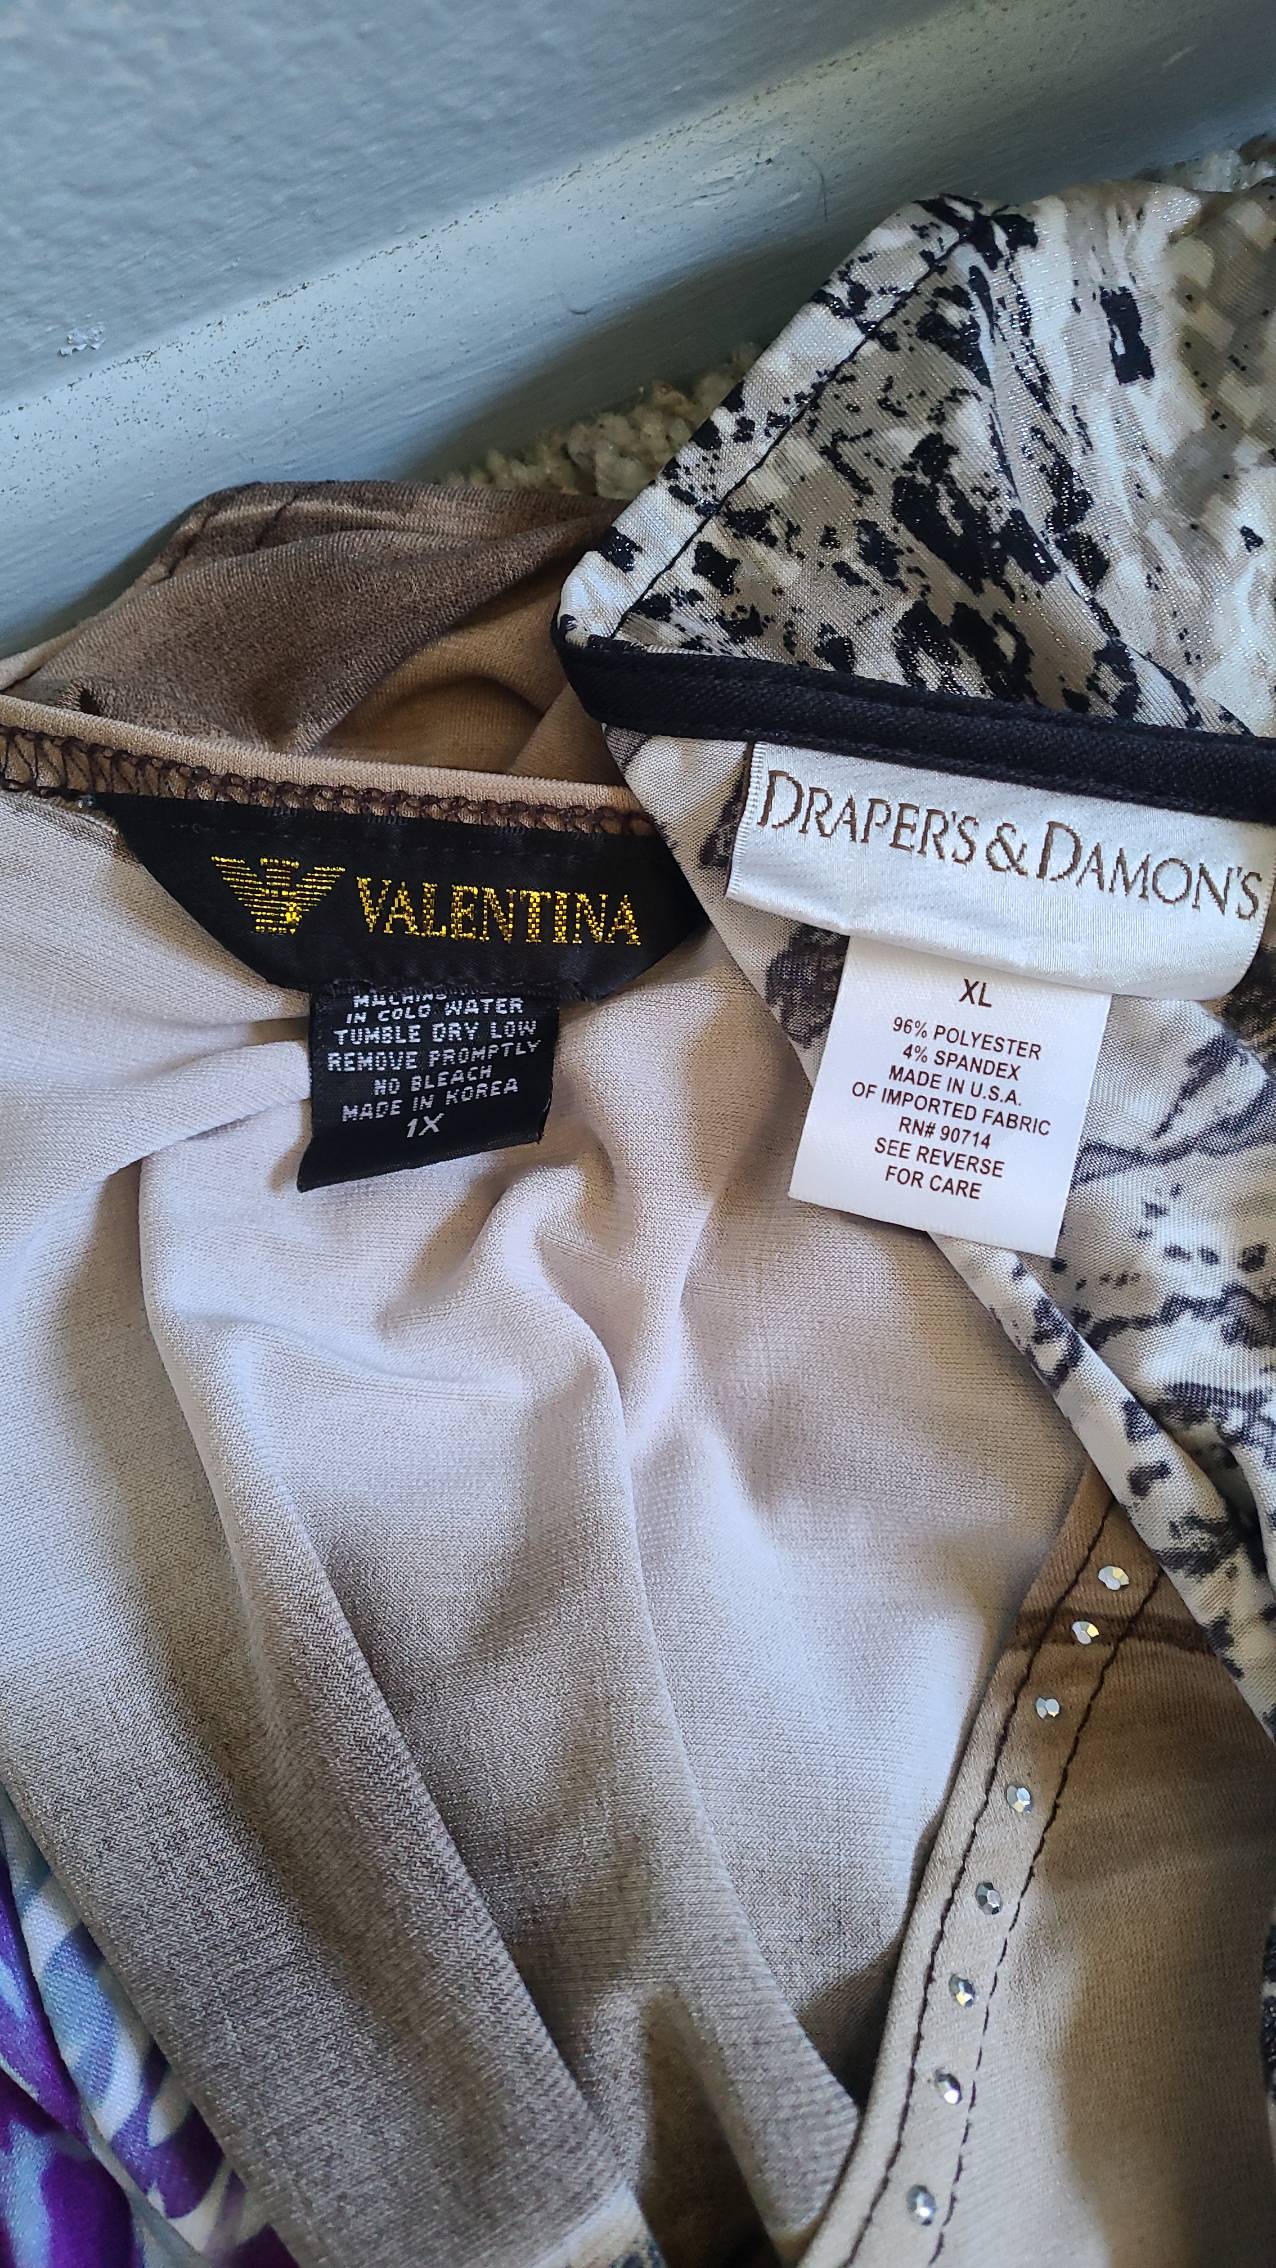 VALENTINA
MACHINE
IN COLD WATER
TUMBLE DRY LOW
REMOVE PROMPTLY
NO BLEACH
MADE IN KOREA
1X
DRAPER'S & DAMON'S
XL
96% POLYESTER
4% SPANDEX
MADE IN U.S.A.
OF IMPORTED FABRIC
RN# 90714
SEE REVERSE
FOR CARE